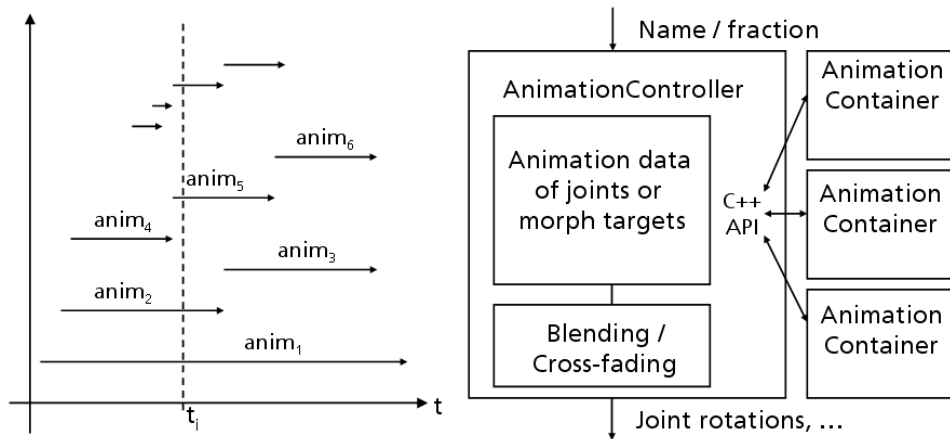 anim₆
anim₅
anim₄
anim₃
anim₂
anim₁
t
tᵢ
Name / fraction
AnimationController
Animation data
of joints or
morph targets
C++
API
Blending /
Cross-fading
Joint rotations, ...
Animation
Container
Animation
Container
Animation
Container